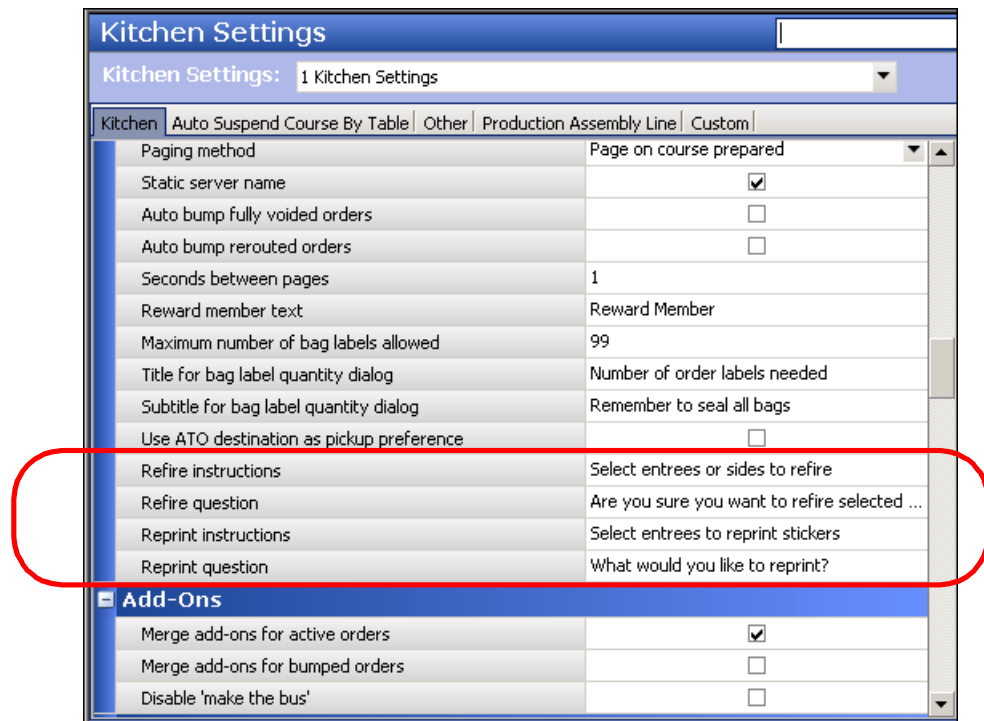 Kitchen Settings
Kitchen Settings: 1 Kitchen Settings
Kitchen Auto Suspend Course By Table Other Production Assembly Line Custom
Paging method Page on course prepared
Static server name
Auto bump fully voided orders
Auto bump rerouted orders
Seconds between pages 1
Reward member text Reward Member
Maximum number of bag labels allowed 99
Title for bag label quantity dialog Number of order labels needed
Subtitle for bag label quantity dialog Remember to seal all bags
Use ATO destination as pickup preference
Refire instructions Select entrees or sides to refire
Refire question Are you sure you want to refire selected ...
Reprint instructions Select entrees to reprint stickers
Reprint question What would you like to reprint?
Add-Ons
Merge add-ons for active orders
Merge add-ons for bumped orders
Disable 'make the bus'